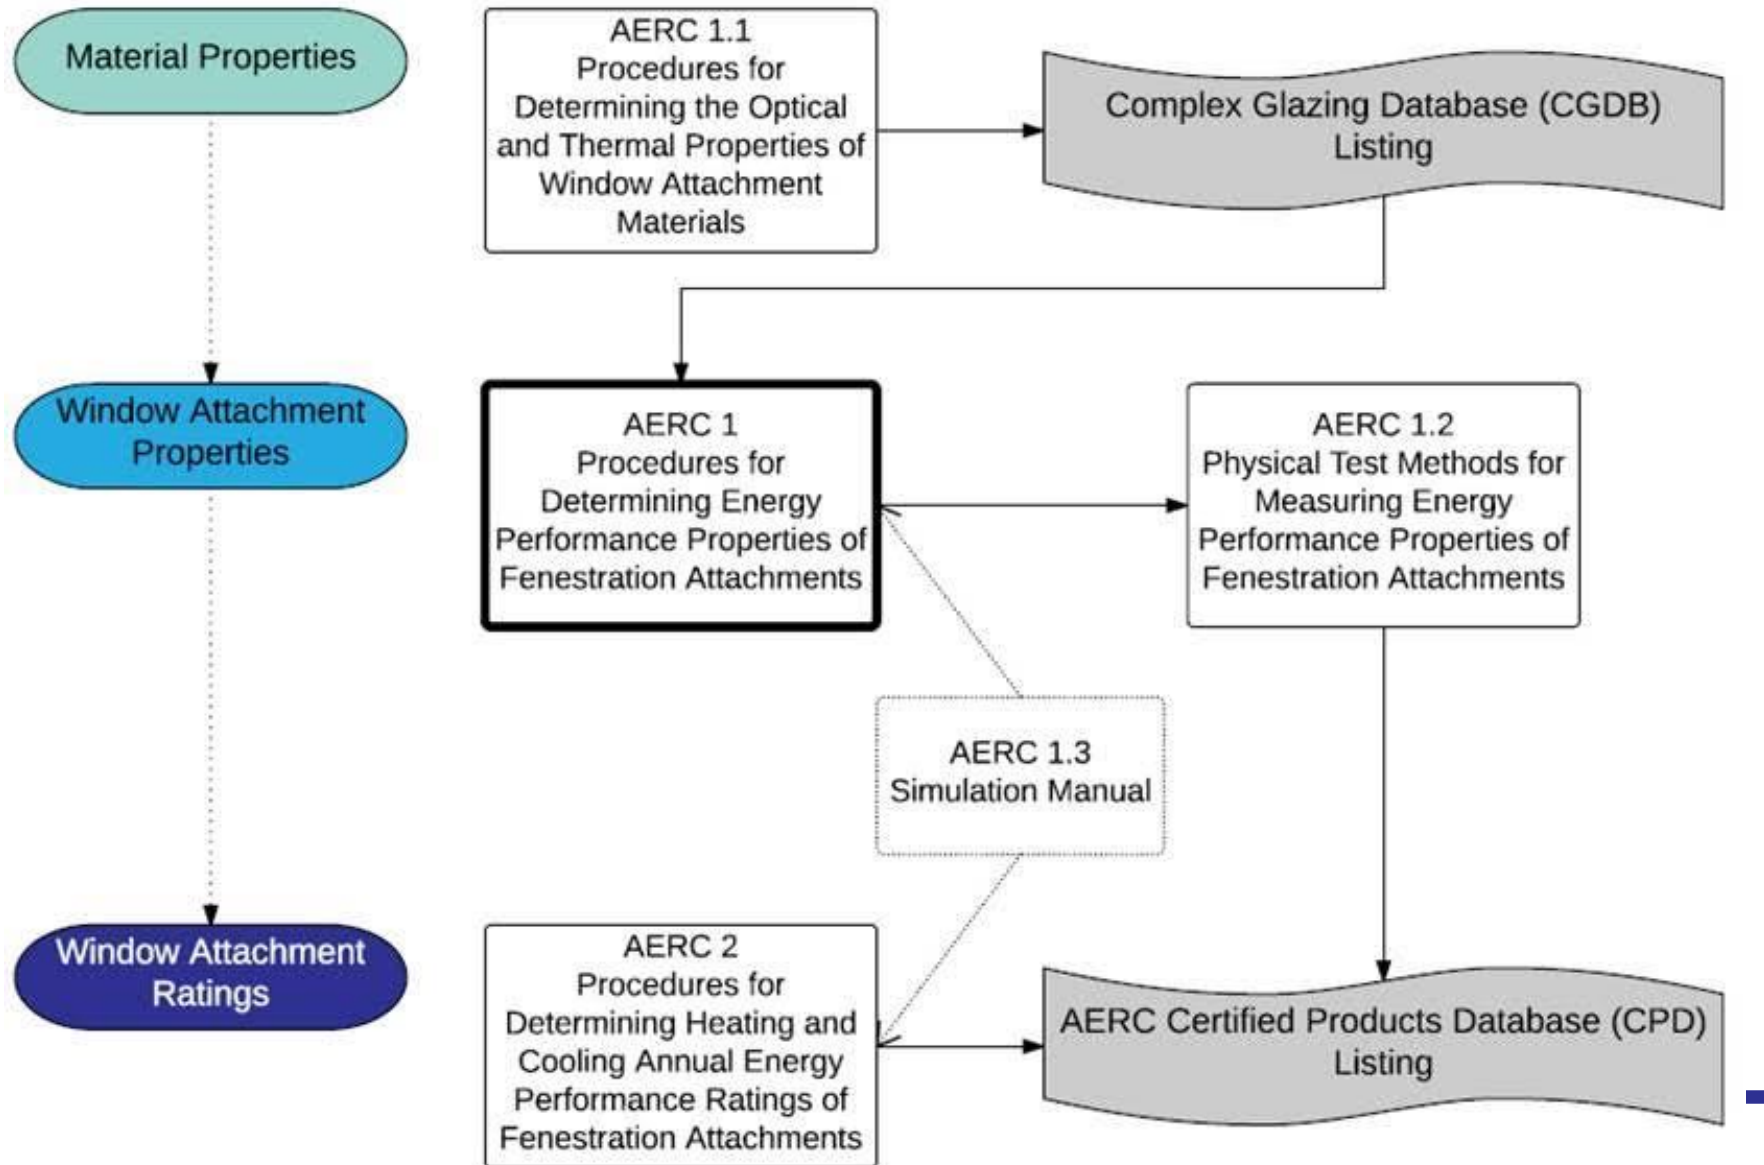 Material Properties
AERC 1.1
Procedures for
Determining the Optical
and Thermal Properties of
Window Attachment
Materials
Complex Glazing Database (CGDB)
Listing
Window Attachment
Properties
AERC 1
Procedures for
Determining Energy
Performance Properties of
Fenestration Attachments
AERC 1.2
Physical Test Methods for
Measuring Energy
Performance Properties of
Fenestration Attachments
AERC 1.3
Simulation Manual
Window Attachment
Ratings
AERC 2
Procedures for
Determining Heating and
Cooling Annual Energy
Performance Ratings of
Fenestration Attachments
AERC Certified Products Database (CPD)
Listing